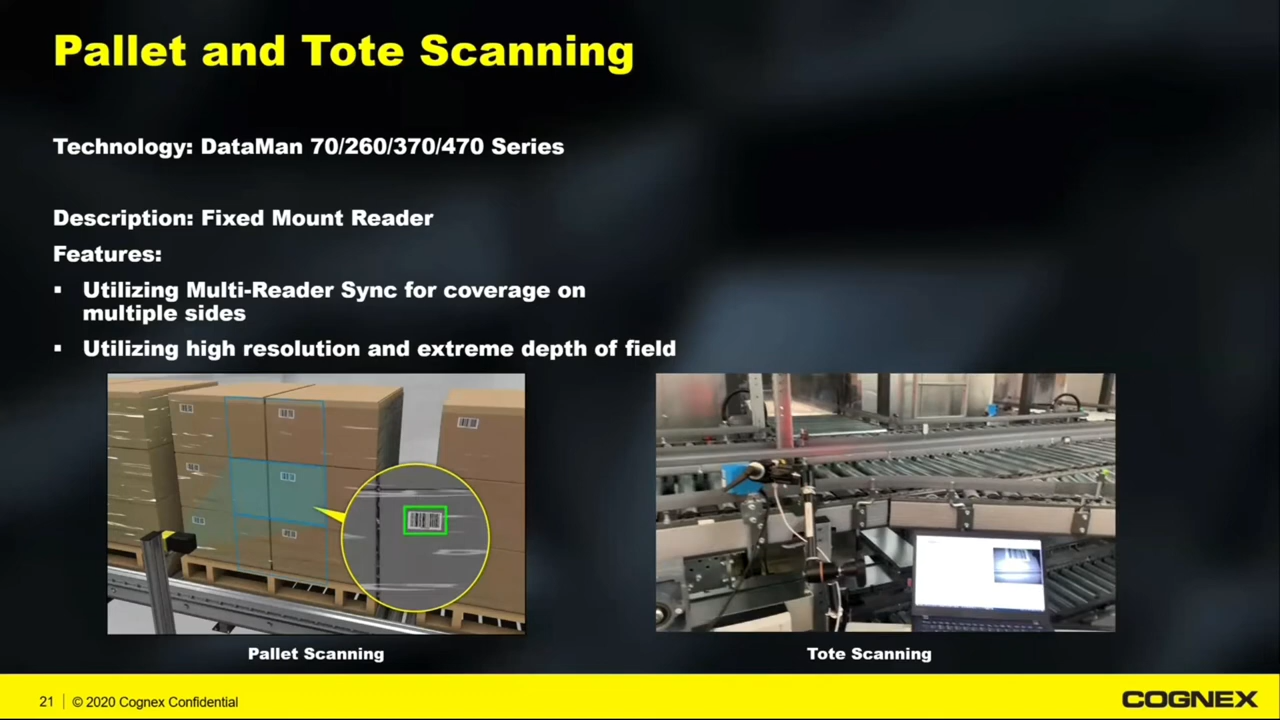 Pallet and Tote Scanning
Technology: DataMan 70/260/370/470 Series
Description: Fixed Mount Reader
Features:
▪ Utilizing Multi-Reader Sync for coverage on
multiple sides
▪ Utilizing high resolution and extreme depth of field
Pallet Scanning
Tote Scanning
21 | © 2020 Cognex Confidential
COGNEX